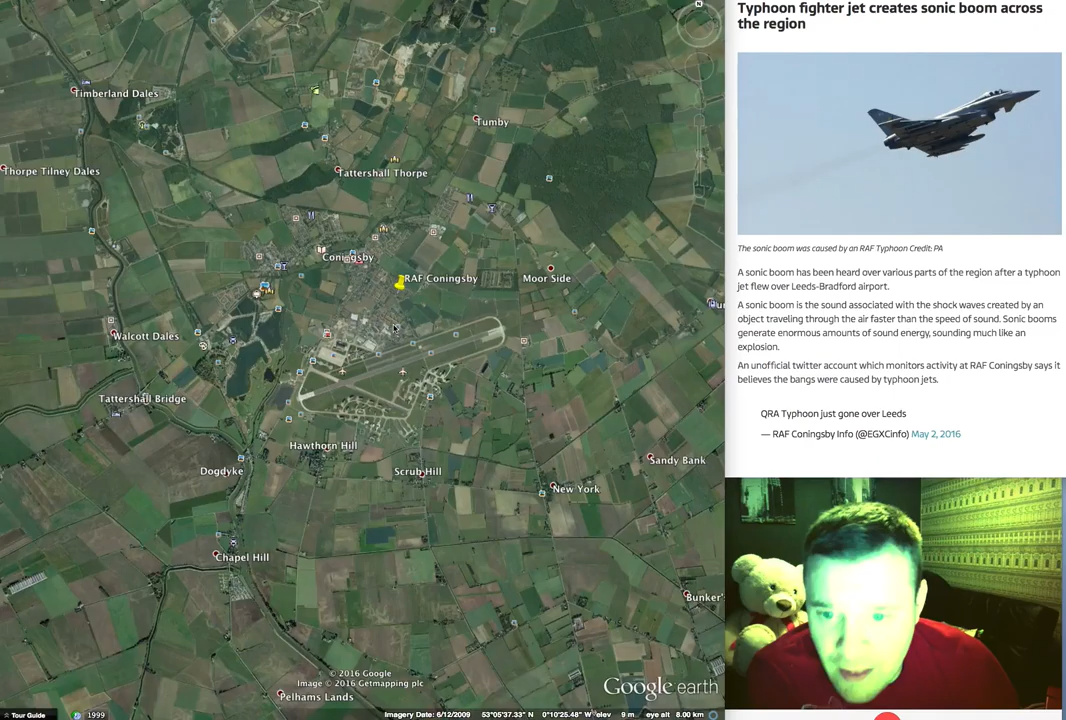 Typhoon fighter jet creates sonic boom across
the region
The sonic boom was caused by an RAF Typhoon Credit: PA
A sonic boom has been heard over various parts of the region after a typhoon
jet flew over Leeds-Bradford airport.
A sonic boom is the sound associated with the shock waves created by an
object traveling through the air faster than the speed of sound. Sonic booms
generate enormous amounts of sound energy, sounding much like an
explosion.
An unofficial twitter account which monitors activity at RAF Coningsby says it
believes the bangs were caused by typhoon jets.
QRA Typhoon just gone over Leeds
— RAF Coningsby Info (@EGXCinfo) May 2, 2016
N
Timberland Dales
Tumby
Thorpe Tilney Dales
Tattershall Thorpe
Coningsby
RAF Coningsby
Moor Side
Walcott Dales
Tattershall Bridge
Hawthorn Hill
Dogdyke
Scrub Hill
Sandy Bank
New York
Chapel Hill
Bunker's
Pelhams Lands
© 2016 Google
Image © 2016 Getmapping plc
Google earth
Tour Guide
1999
Imagery Date: 6/12/2009 53°05'37.33" N 0°10'25.48" W elev 9 m eye alt 8.00 km